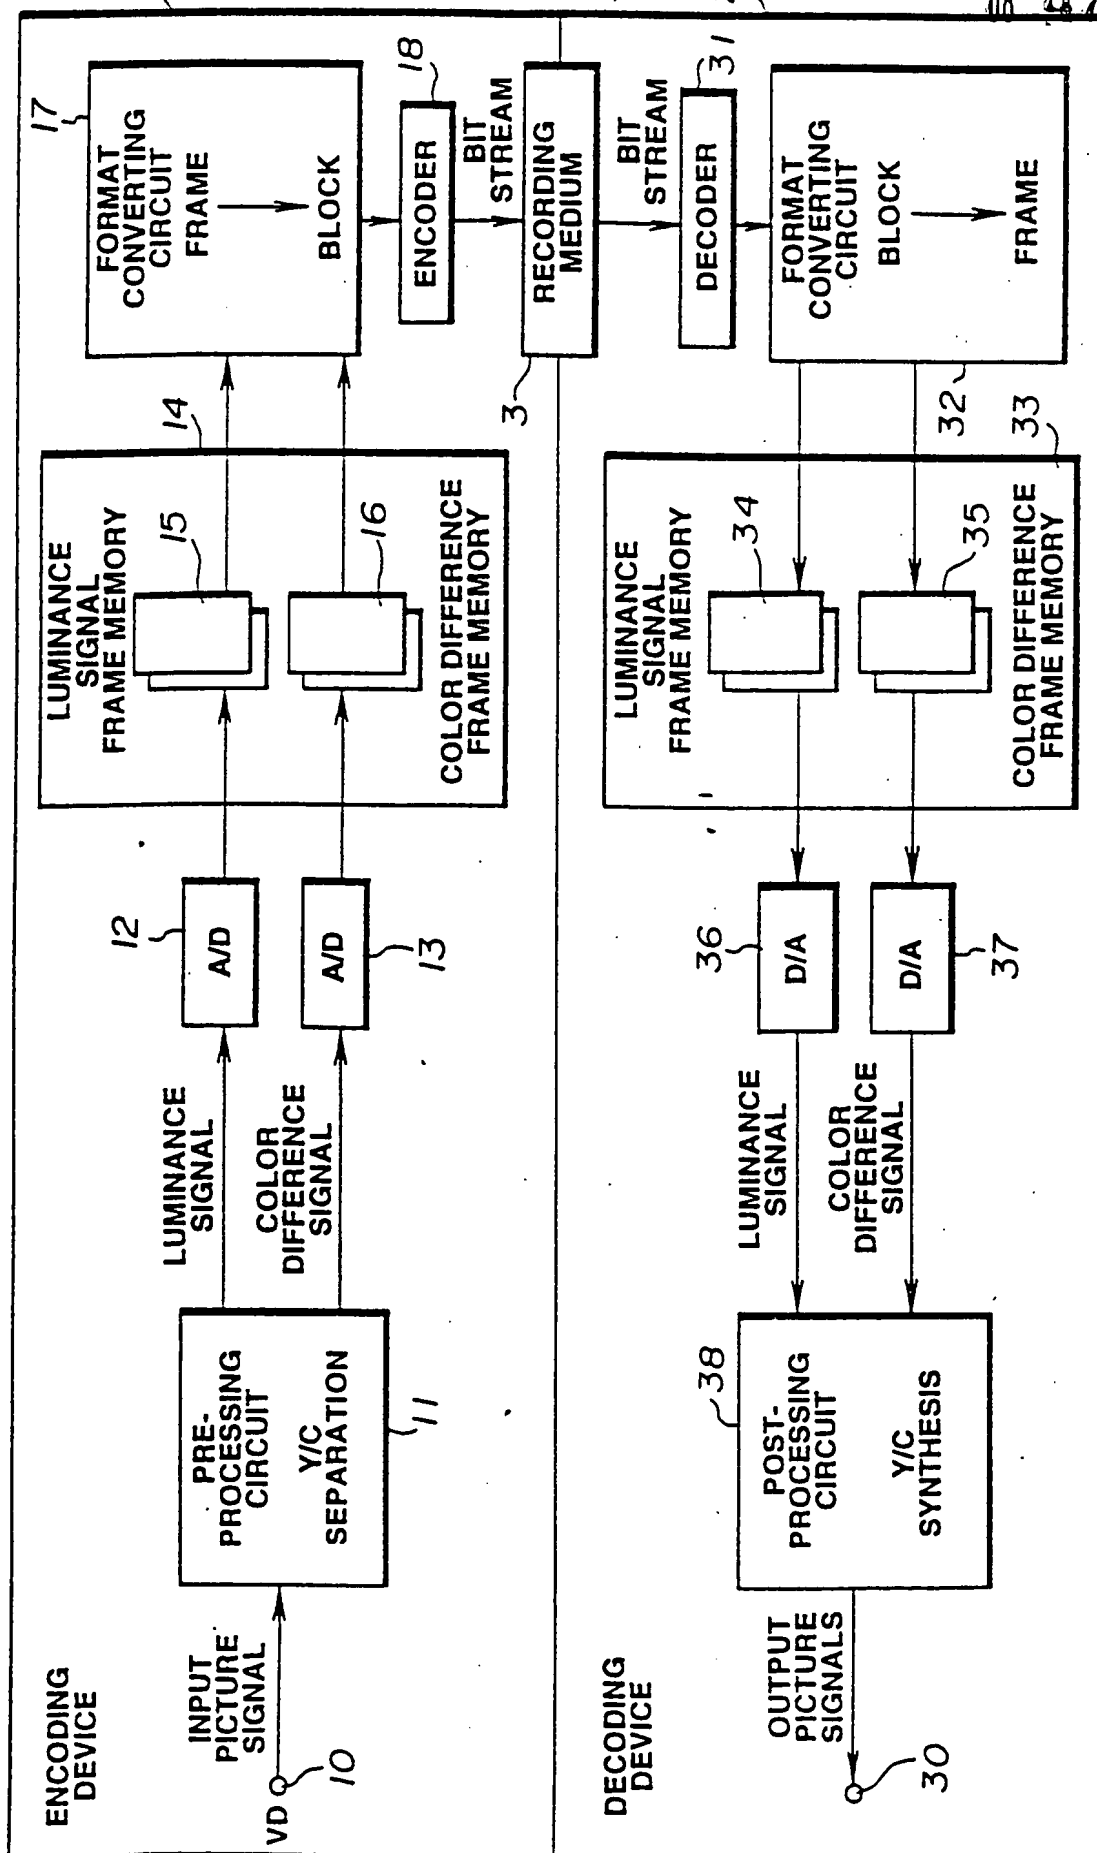 ENCODING
DEVICE
VD
10
INPUT
PICTURE
SIGNAL
PRE-
PROCESSING
CIRCUIT
Y/C
SEPARATION
11
LUMINANCE
SIGNAL
COLOR
DIFFERENCE
SIGNAL
12
A/D
A/D
13
LUMINANCE
SIGNAL
FRAME MEMORY
14
15
16
COLOR DIFFERENCE
FRAME MEMORY
17
FORMAT
CONVERTING
CIRCUIT
FRAME
BLOCK
18
ENCODER
BIT
STREAM
RECORDING
MEDIUM
3
BIT
STREAM
31
DECODER
FORMAT
CONVERTING
CIRCUIT
BLOCK
FRAME
32
33
LUMINANCE
SIGNAL
FRAME MEMORY
34
35
COLOR DIFFERENCE
FRAME MEMORY
36
D/A
D/A
37
LUMINANCE
SIGNAL
COLOR
DIFFERENCE
SIGNAL
38
POST-
PROCESSING
CIRCUIT
Y/C
SYNTHESIS
OUTPUT
PICTURE
SIGNALS
30
DECODING
DEVICE